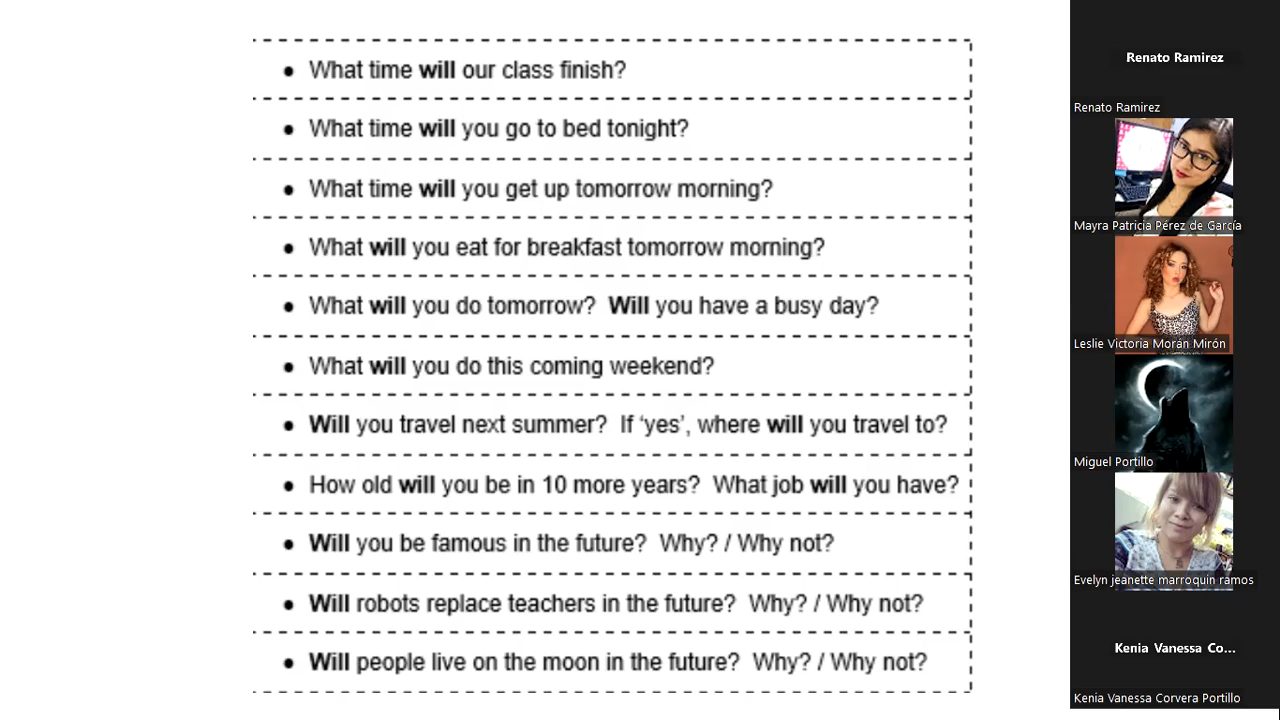 • What time will our class finish?
• What time will you go to bed tonight?
• What time will you get up tomorrow morning?
• What will you eat for breakfast tomorrow morning?
• What will you do tomorrow? Will you have a busy day?
• What will you do this coming weekend?
• Will you travel next summer? If ‘yes’, where will you travel to?
• How old will you be in 10 more years? What job will you have?
• Will you be famous in the future? Why? / Why not?
• Will robots replace teachers in the future? Why? / Why not?
• Will people live on the moon in the future? Why? / Why not?
Renato Ramirez
Renato Ramirez
Mayra Patricia Pérez de García
Leslie Victoria Morán Mirón
Miguel Portillo
Evelyn jeanette marroquin ramos
Kenia Vanessa Co...
Kenia Vanessa Corvera Portillo